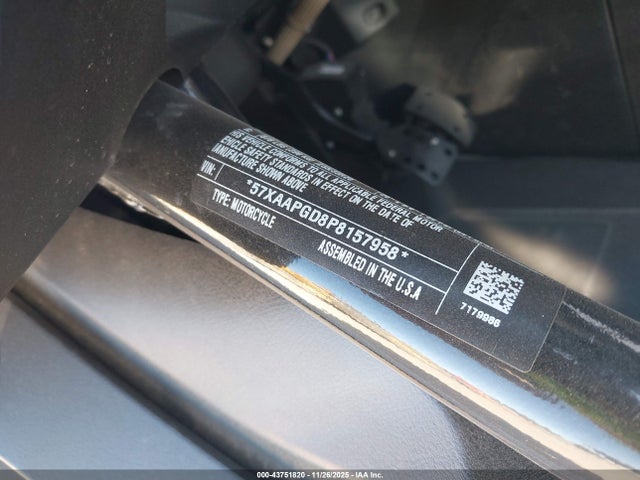 THIS VEHICLE CONFORMS TO ALL APPLICABLE FEDERAL MOTOR
VEHICLE SAFETY STANDARDS IN EFFECT ON THE DATE OF
MANUFACTURE SHOWN ABOVE.
VIN:
*57XAAPGD8P8157958*
TYPE: MOTORCYCLE
ASSEMBLED IN THE U.S.A
7179986
00-43751820 | 11/26/2025 | IAA Inc.